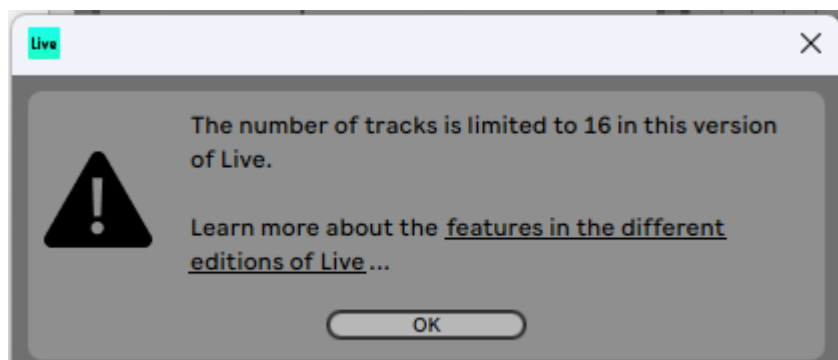 Live
The number of tracks is limited to 16 in this version
of Live.
Learn more about the features in the different
editions of Live...
OK